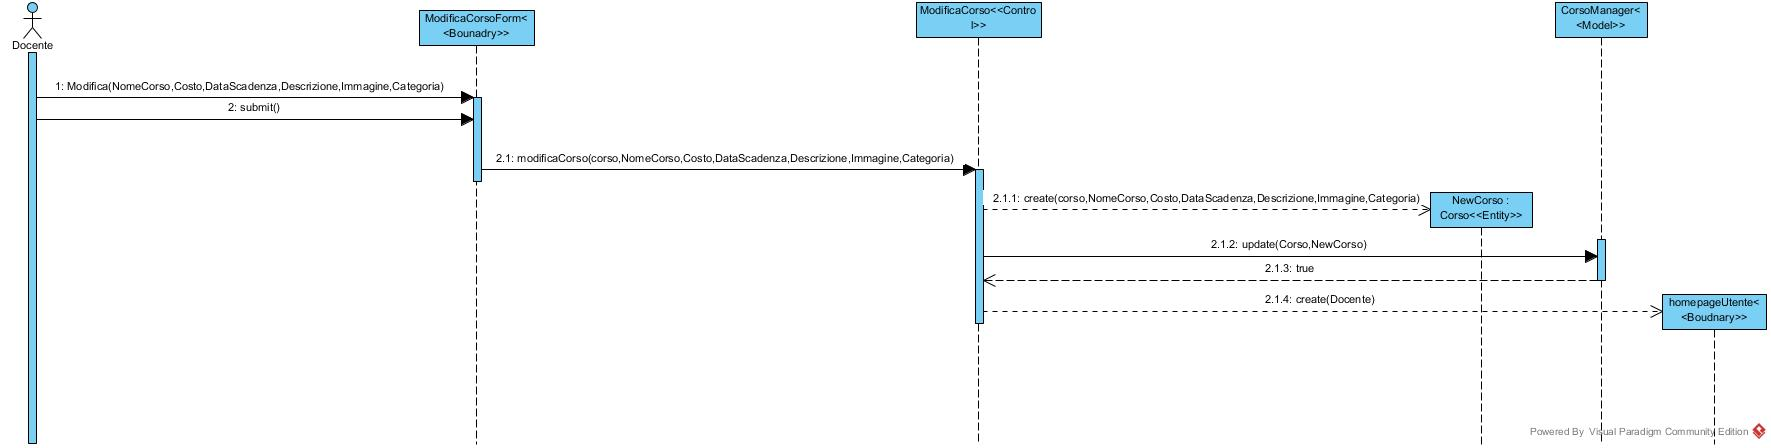 Docente
ModificaCorsoForm<
<Bounadry>>
ModificaCorso<<Contro
l>>
CorsoManager<
<Model>>
1: Modifica(NomeCorso,Costo,DataScadenza,Descrizione,Immagine,Categoria)
2: submit()
2.1: modificaCorso(corso,NomeCorso,Costo,DataScadenza,Descrizione,Immagine,Categoria)
2.1.1: create(corso,NomeCorso,Costo,DataScadenza,Descrizione,Immagine,Categoria)
NewCorso :
Corso<<Entity>>
2.1.2: update(Corso,NewCorso)
2.1.3: true
2.1.4: create(Docente)
homepageUtente<
<Boudnary>>
Powered By Visual Paradigm Community Edition